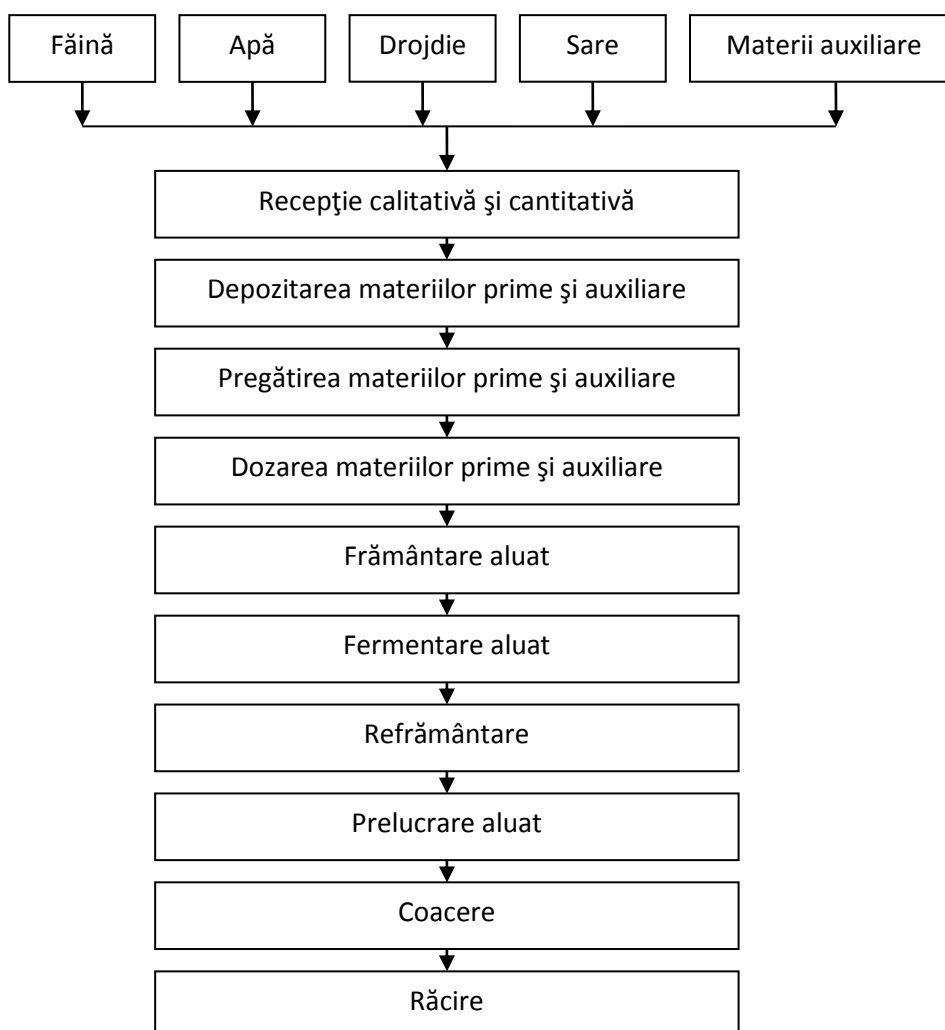 Făină
Apă
Drojdie
Sare
Materii auxiliare
Recepţie calitativă şi cantitativă
Depozitarea materiilor prime şi auxiliare
Pregătirea materiilor prime şi auxiliare
Dozarea materiilor prime şi auxiliare
Frământare aluat
Fermentare aluat
Refrământare
Prelucrare aluat
Coacere
Răcire